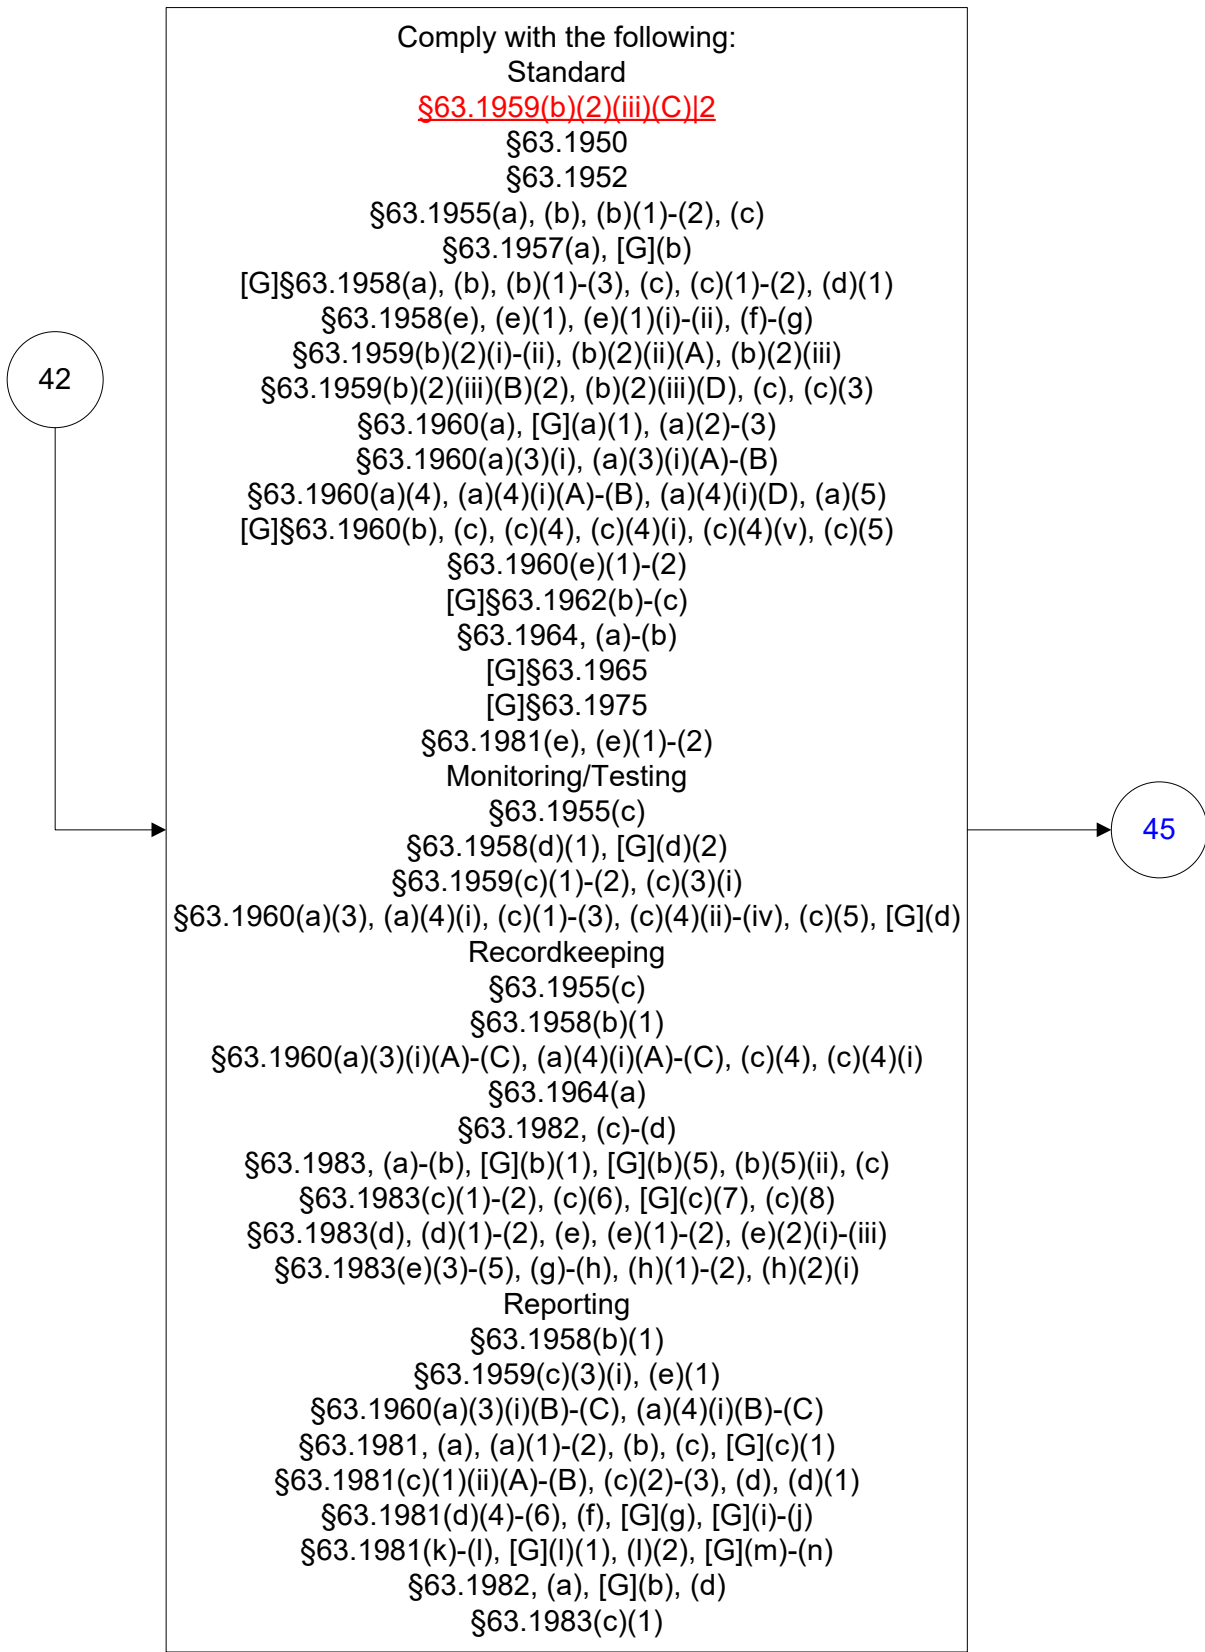 Comply with the following:
Standard
§63.1959(b)(2)(iii)(C)|2
§63.1950
§63.1952
§63.1955(a), (b), (b)(1)-(2), (c)
§63.1957(a), [G](b)
[G]§63.1958(a), (b), (b)(1)-(3), (c), (c)(1)-(2), (d)(1)
§63.1958(e), (e)(1), (e)(1)(i)-(ii), (f)-(g)
§63.1959(b)(2)(i)-(ii), (b)(2)(ii)(A), (b)(2)(iii)
42
§63.1959(b)(2)(iii)(B)(2), (b)(2)(iii)(D), (c), (c)(3)
§63.1960(a), [G](a)(1), (a)(2)-(3)
§63.1960(a)(3)(i), (a)(3)(i)(A)-(B)
§63.1960(a)(4), (a)(4)(i)(A)-(B), (a)(4)(i)(D), (a)(5)
[G]§63.1960(b), (c), (c)(4), (c)(4)(i), (c)(4)(v), (c)(5)
§63.1960(e)(1)-(2)
[G]§63.1962(b)-(c)
§63.1964, (a)-(b)
[G]§63.1965
[G]§63.1975
§63.1981(e), (e)(1)-(2)
Monitoring/Testing
§63.1955(c)
45
§63.1958(d)(1), [G](d)(2)
§63.1959(c)(1)-(2), (c)(3)(i)
§63.1960(a)(3), (a)(4)(i), (c)(1)-(3), (c)(4)(ii)-(iv), (c)(5), [G](d)
Recordkeeping
§63.1955(c)
§63.1958(b)(1)
§63.1960(a)(3)(i)(A)-(C), (a)(4)(i)(A)-(C), (c)(4), (c)(4)(i)
§63.1964(a)
§63.1982, (c)-(d)
§63.1983, (a)-(b), [G](b)(1), [G](b)(5), (b)(5)(ii), (c)
§63.1983(c)(1)-(2), (c)(6), [G](c)(7), (c)(8)
§63.1983(d), (d)(1)-(2), (e), (e)(1)-(2), (e)(2)(i)-(iii)
§63.1983(e)(3)-(5), (g)-(h), (h)(1)-(2), (h)(2)(i)
Reporting
§63.1958(b)(1)
§63.1959(c)(3)(i), (e)(1)
§63.1960(a)(3)(i)(B)-(C), (a)(4)(i)(B)-(C)
§63.1981, (a), (a)(1)-(2), (b), (c), [G](c)(1)
§63.1981(c)(1)(ii)(A)-(B), (c)(2)-(3), (d), (d)(1)
§63.1981(d)(4)-(6), (f), [G](g), [G](i)-(j)
§63.1981(k)-(l), [G](l)(1), (l)(2), [G](m)-(n)
§63.1982, (a), [G](b), (d)
§63.1983(c)(1)